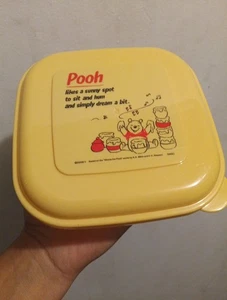 Pooh
likes a sunny spot
to sit and hum
and simply dream a bit.